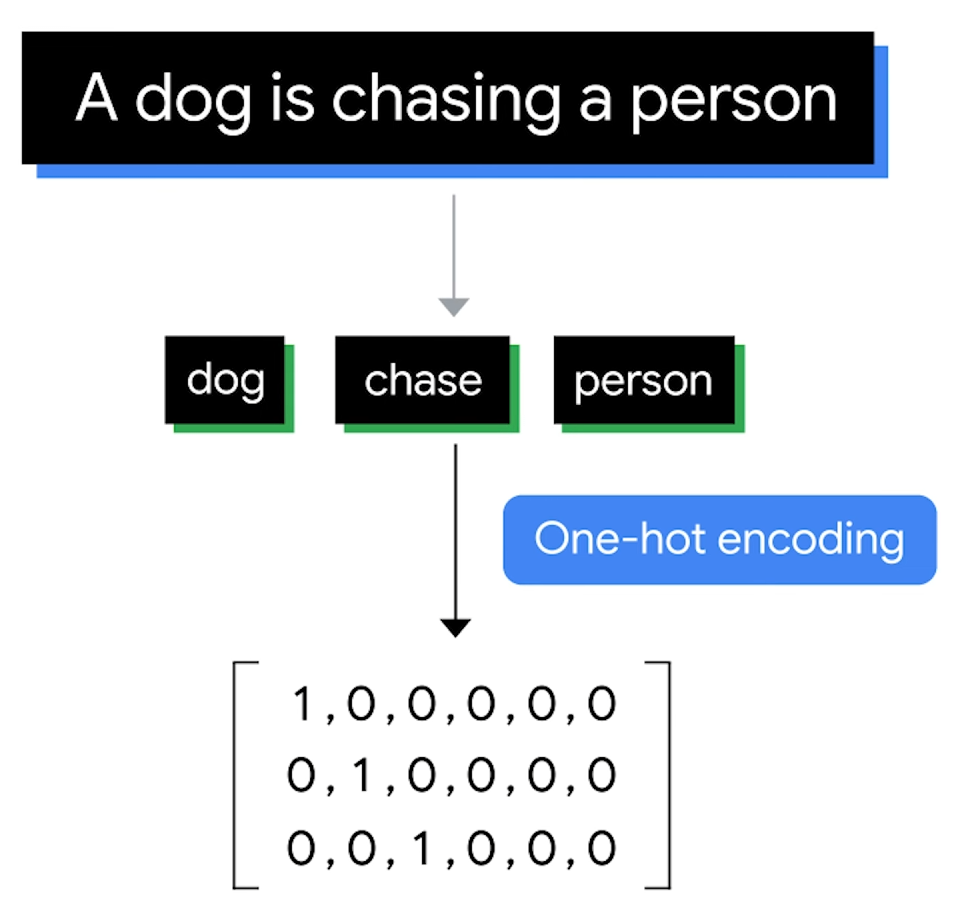 A dog is chasing a person
dog chase person
One-hot encoding
1,0,0,0,0,0
0,1,0,0,0,0
0,0,1,0,0,0